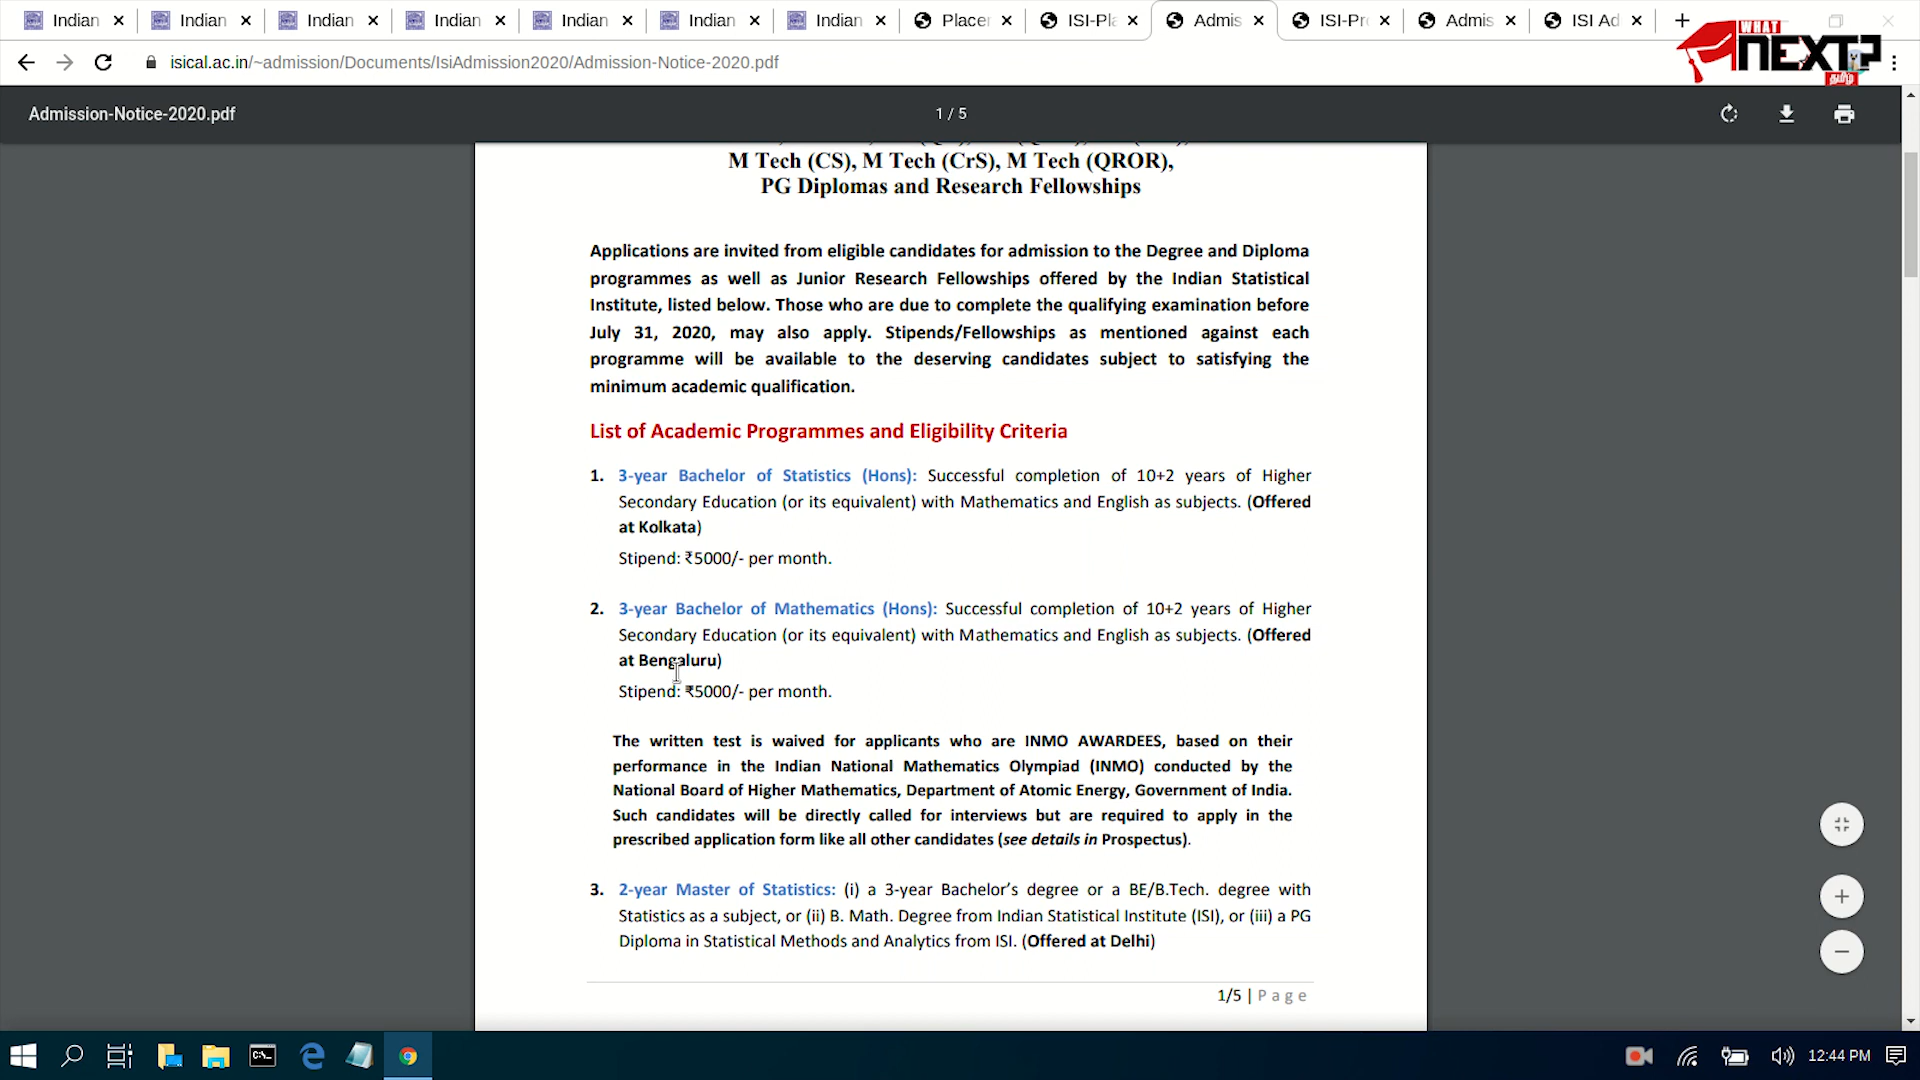 Indian
Indian
Indian
Indian
Indian
Indian
Indian
Placer
ISI-Pla
Admis
ISI-Pr
Admis
ISI Ad
WHAT
NEXT?
தமிழ்
isical.ac.in/~admission/Documents/IsiAdmission2020/Admission-Notice-2020.pdf
Admission-Notice-2020.pdf
1 / 5
M Tech (CS), M Tech (CrS), M Tech (QROR),
PG Diplomas and Research Fellowships
Applications are invited from eligible candidates for admission to the Degree and Diploma
programmes as well as Junior Research Fellowships offered by the Indian Statistical
Institute, listed below. Those who are due to complete the qualifying examination before
July 31, 2020, may also apply. Stipends/Fellowships as mentioned against each
programme will be available to the deserving candidates subject to satisfying the
minimum academic qualification.
List of Academic Programmes and Eligibility Criteria
1. 3-year Bachelor of Statistics (Hons): Successful completion of 10+2 years of Higher
Secondary Education (or its equivalent) with Mathematics and English as subjects. (Offered
at Kolkata)
Stipend: ₹5000/- per month.
2. 3-year Bachelor of Mathematics (Hons): Successful completion of 10+2 years of Higher
Secondary Education (or its equivalent) with Mathematics and English as subjects. (Offered
at Bengaluru)
Stipend: ₹5000/- per month.
The written test is waived for applicants who are INMO AWARDEES, based on their
performance in the Indian National Mathematics Olympiad (INMO) conducted by the
National Board of Higher Mathematics, Department of Atomic Energy, Government of India.
Such candidates will be directly called for interviews but are required to apply in the
prescribed application form like all other candidates (see details in Prospectus).
3. 2-year Master of Statistics: (i) a 3-year Bachelor’s degree or a BE/B.Tech. degree with
Statistics as a subject, or (ii) B. Math. Degree from Indian Statistical Institute (ISI), or (iii) a PG
Diploma in Statistical Methods and Analytics from ISI. (Offered at Delhi)
1/5 | Page
12:44 PM